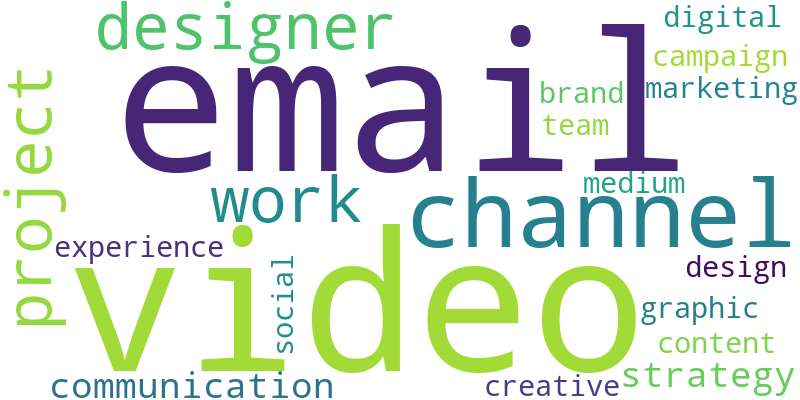 designer
digital
email
campaign
marketing
brand
team
project
work
medium
channel
experience
video
social
design
graphic
content
strategy
communication
creative